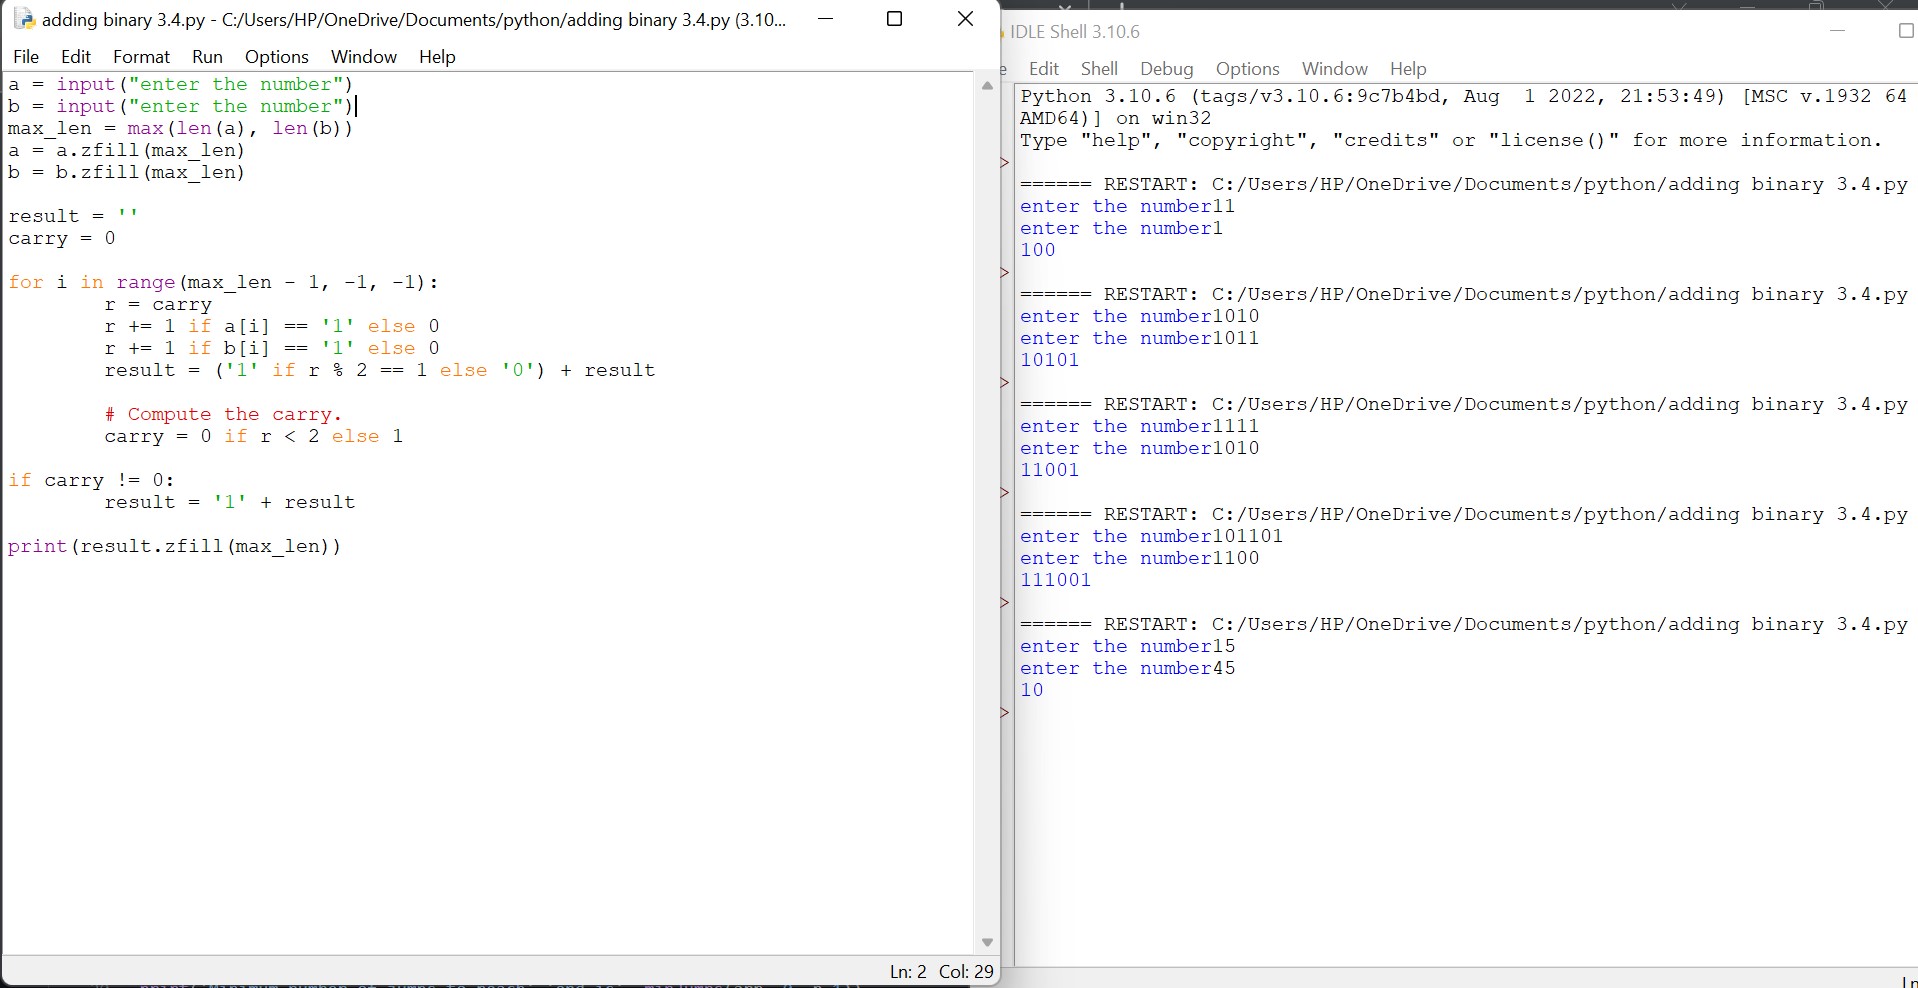 adding binary 3.4.py - C:/Users/HP/OneDrive/Documents/python/adding binary 3.4.py (3.10...
File Edit Format Run Options Window Help
a = input("enter the number")
b = input("enter the number")
max_len = max(len(a), len(b))
a = a.zfill(max_len)
b = b.zfill(max_len)
result = ''
carry = 0
for i in range(max_len - 1, -1, -1):
r = carry
r += 1 if a[i] == '1' else 0
r += 1 if b[i] == '1' else 0
result = ('1' if r % 2 == 1 else '0') + result
# Compute the carry.
carry = 0 if r < 2 else 1
if carry != 0:
result = '1' + result
print(result.zfill(max_len))
Ln: 2 Col: 29
IDLE Shell 3.10.6
e Edit Shell Debug Options Window Help
Python 3.10.6 (tags/v3.10.6:9c7b4bd, Aug  1 2022, 21:53:49) [MSC v.1932 64
AMD64)] on win32
Type "help", "copyright", "credits" or "license()" for more information.
>
====== RESTART: C:/Users/HP/OneDrive/Documents/python/adding binary 3.4.py
enter the number11
enter the number1
100
>
====== RESTART: C:/Users/HP/OneDrive/Documents/python/adding binary 3.4.py
enter the number1010
enter the number1011
10101
>
====== RESTART: C:/Users/HP/OneDrive/Documents/python/adding binary 3.4.py
enter the number1111
enter the number1010
11001
>
====== RESTART: C:/Users/HP/OneDrive/Documents/python/adding binary 3.4.py
enter the number101101
enter the number1100
111001
>
====== RESTART: C:/Users/HP/OneDrive/Documents/python/adding binary 3.4.py
enter the number15
enter the number45
10
>
Ln